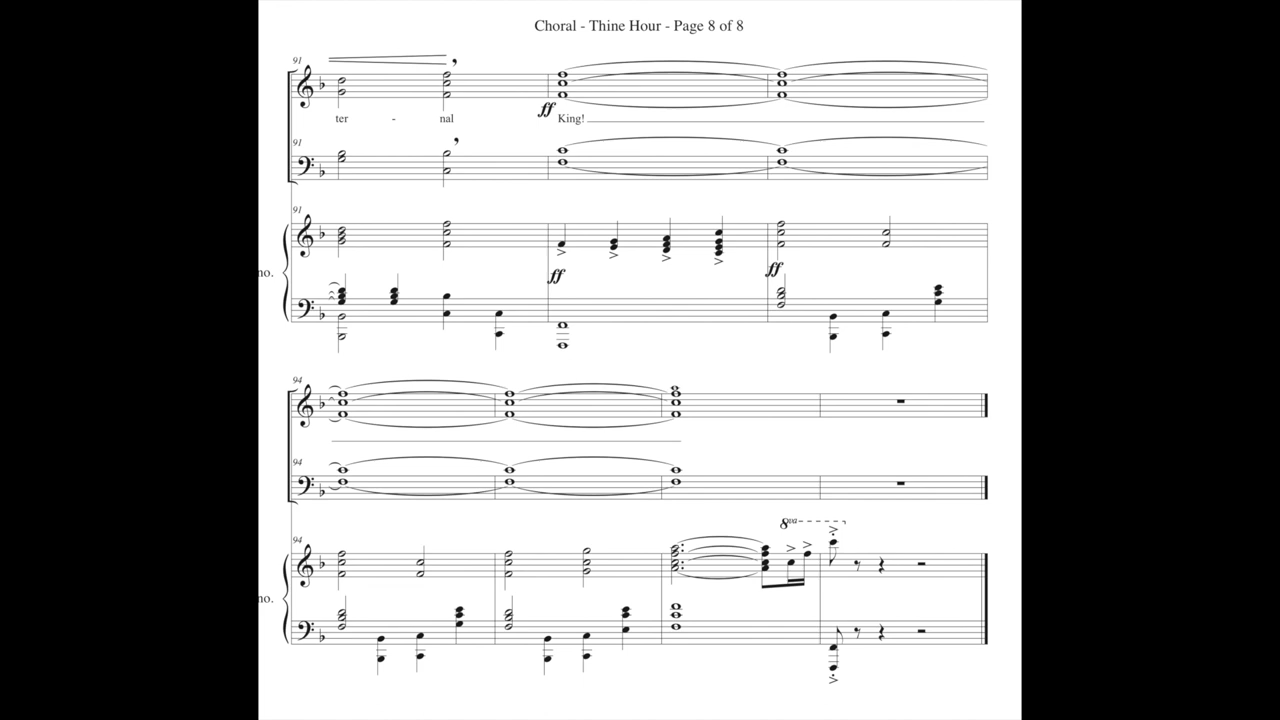 Choral - Thine Hour - Page 8 of 8
91
ff
ter - nal King!
91
91
no.
ff ff
94
94
94
8va
no.